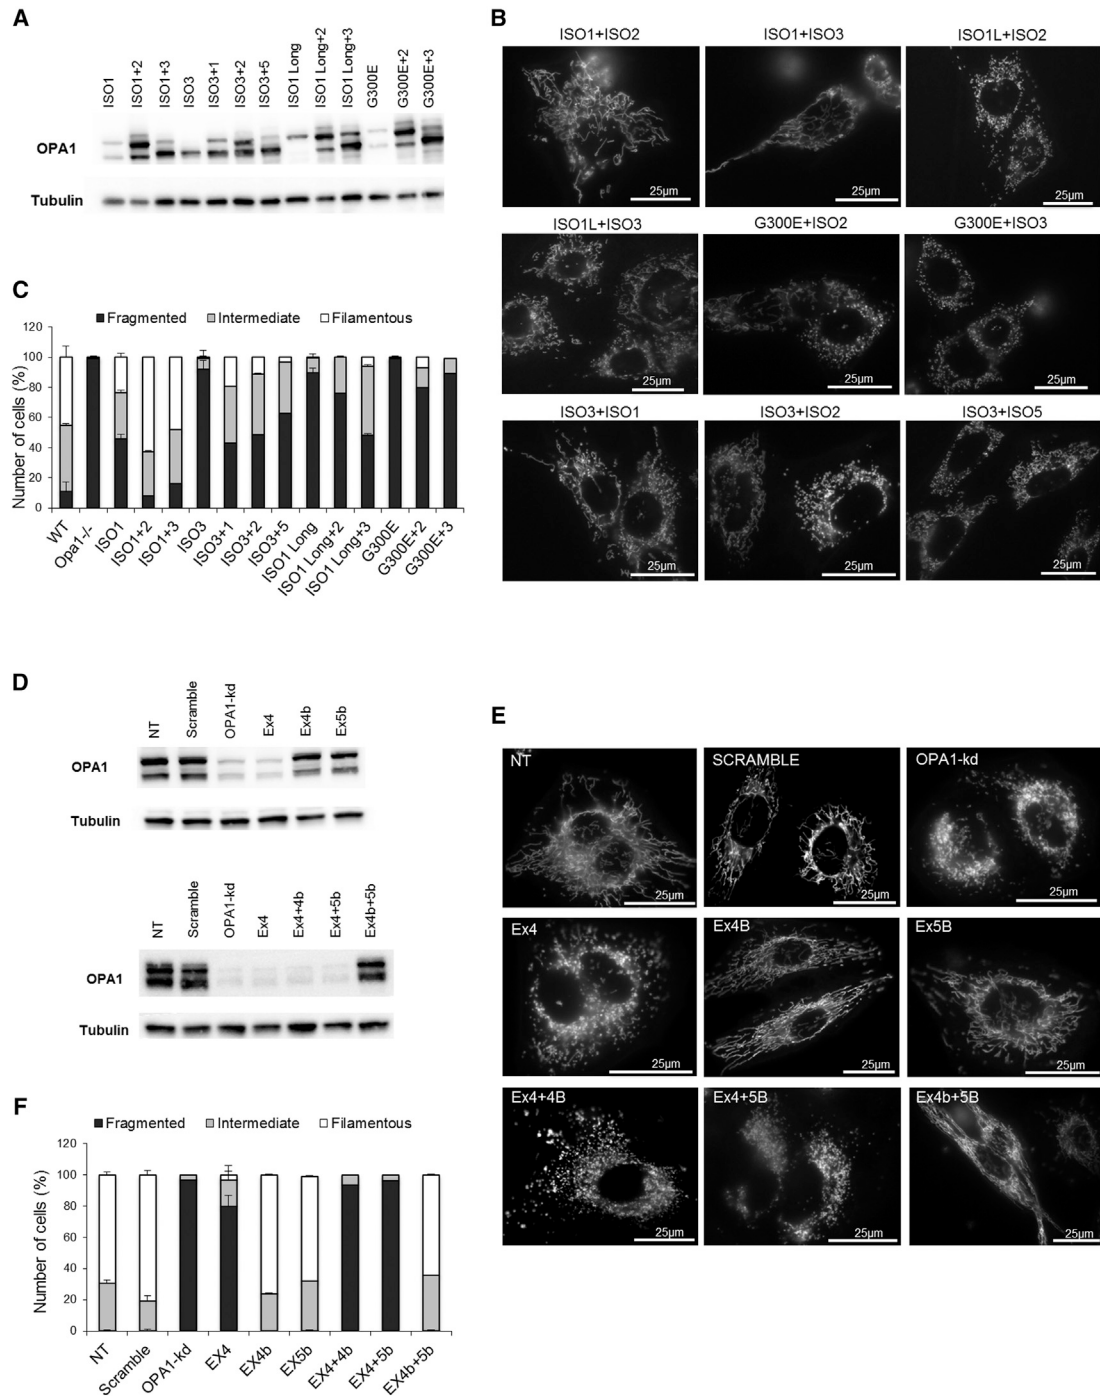 A
ISO1
ISO1+2
ISO1+3
ISO3
ISO3+1
ISO3+2
ISO3+5
ISO1 Long
ISO1 Long+2
ISO1 Long+3
G300E
G300E+2
G300E+3
OPA1
Tubulin
B
ISO1+ISO2
ISO1+ISO3
ISO1L+ISO2
25µm
25µm
25µm
ISO1L+ISO3
G300E+ISO2
G300E+ISO3
25µm
25µm
25µm
ISO3+ISO1
ISO3+ISO2
ISO3+ISO5
25µm
25µm
25µm
C
Fragmented
Intermediate
Filamentous
Number of cells (%)
120
100
80
60
40
20
0
WT
Opa1-/-
ISO1
ISO1+2
ISO1+3
ISO3
ISO3+1
ISO3+2
ISO3+5
ISO1 Long
ISO1 Long+2
ISO1 Long+3
G300E
G300E+2
G300E+3
D
NT
Scramble
OPA1-kd
Ex4
Ex4b
Ex5b
OPA1
Tubulin
NT
Scramble
OPA1-kd
Ex4
Ex4+4b
Ex4+5b
Ex4b+5b
OPA1
Tubulin
E
NT
SCRAMBLE
OPA1-kd
25µm
25µm
25µm
Ex4
Ex4B
Ex5B
25µm
25µm
25µm
Ex4+4B
Ex4+5B
Ex4b+5B
25µm
25µm
25µm
F
Fragmented
Intermediate
Filamentous
Number of cells (%)
120
100
80
60
40
20
0
NT
Scramble
OPA1-kd
EX4
EX4b
EX5b
EX4+4b
EX4+5b
EX4b+5b